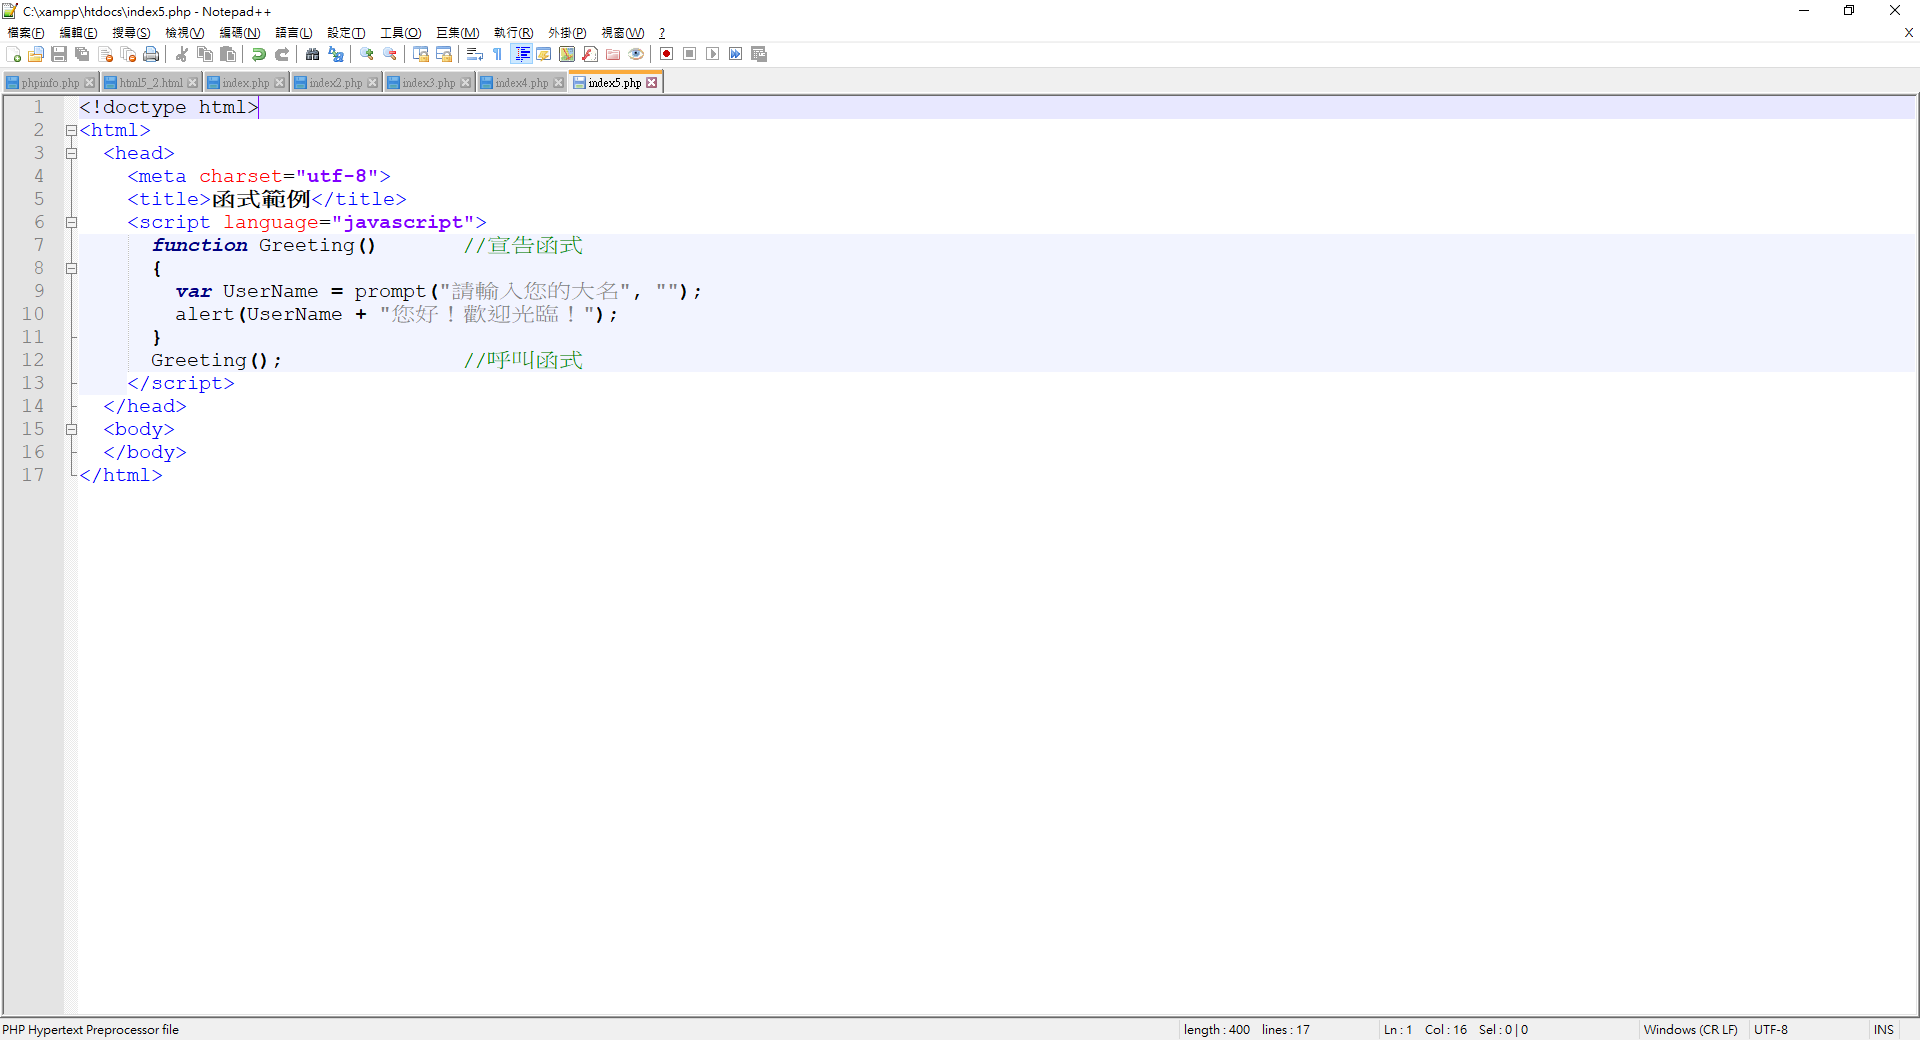 C:\xampp\htdocs\index5.php - Notepad++
檔案(F) 編輯(E) 搜尋(S) 檢視(V) 編碼(N) 語言(L) 設定(T) 工具(O) 巨集(M) 執行(R) 外掛(P) 視窗(W) ? X
phpinfo.php html5_2.html index.php index2.php index3.php index4.php index5.php
1 <!doctype html>
2 <html>
3 <head>
4 <meta charset="utf-8">
5 <title>函式範例</title>
6 <script language="javascript">
7 function Greeting() //宣告函式
8 {
9 var UserName = prompt("請輸入您的大名", "");
10 alert(UserName + "您好！歡迎光臨！");
11 }
12 Greeting(); //呼叫函式
13 </script>
14 </head>
15 <body>
16 </body>
17 </html>
PHP Hypertext Preprocessor file length : 400 lines : 17 Ln : 1 Col : 16 Sel : 0 | 0 Windows (CR LF) UTF-8 INS